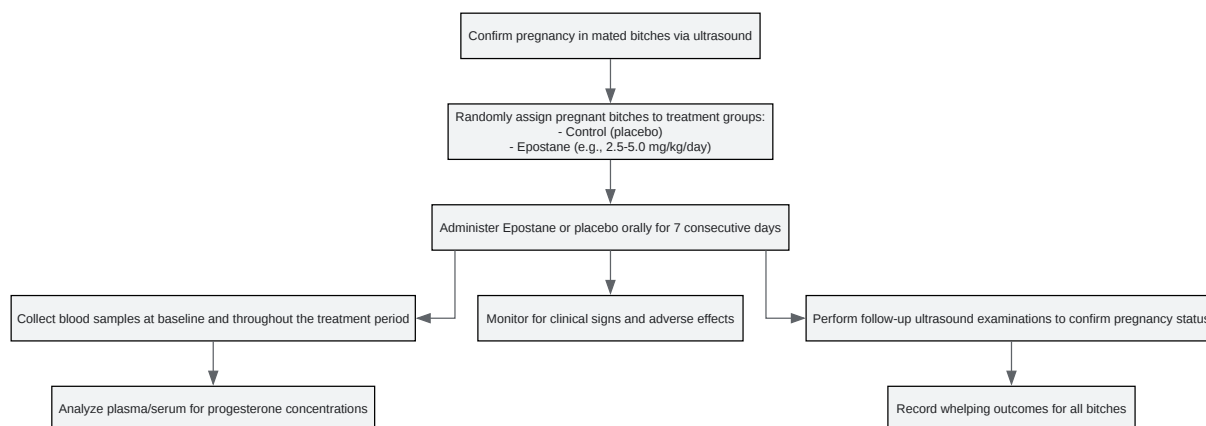 Confirm pregnancy in mated bitches via ultrasound
Randomly assign pregnant bitches to treatment groups:
- Control (placebo)
- Epostane (e.g., 2.5-5.0 mg/kg/day)
Administer Epostane or placebo orally for 7 consecutive days
Collect blood samples at baseline and throughout the treatment period
Monitor for clinical signs and adverse effects
Perform follow-up ultrasound examinations to confirm pregnancy status
Analyze plasma/serum for progesterone concentrations
Record whelping outcomes for all bitches